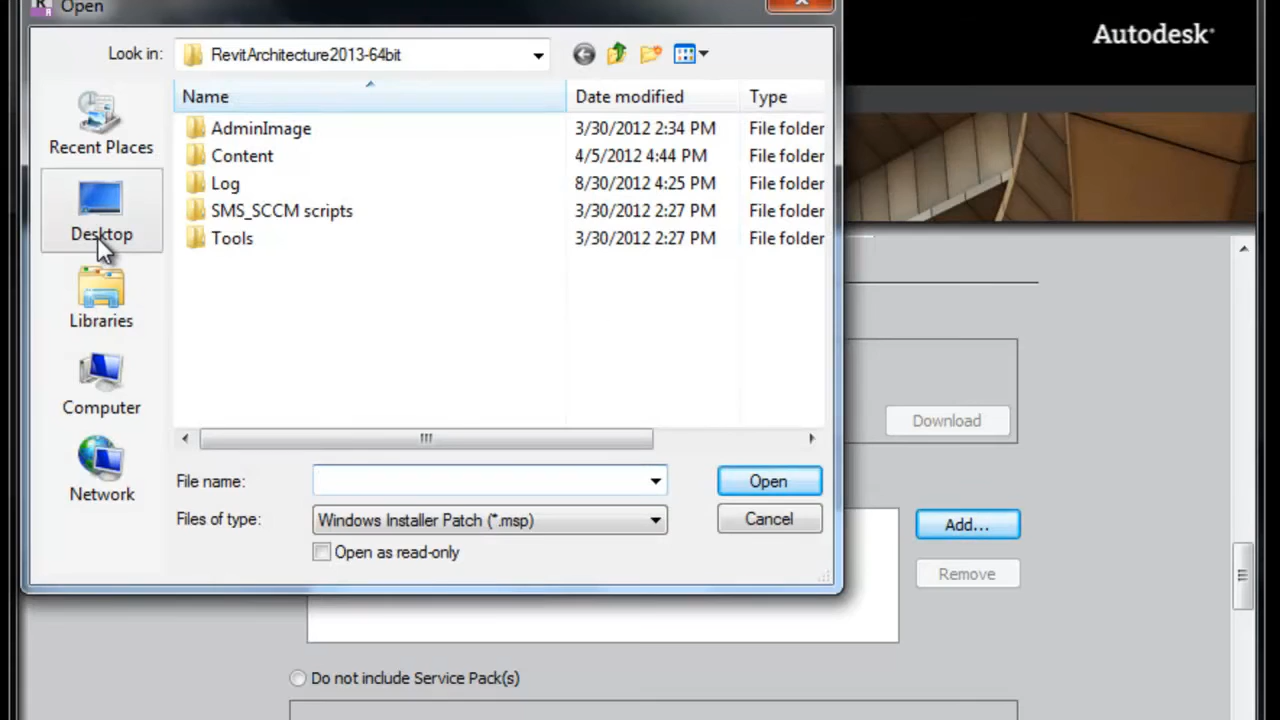 Open
Autodesk®
Look in: RevitArchitecture2013-64bit
Name Date modified Type
AdminImage 3/30/2012 2:34 PM File folder
Content 4/5/2012 4:44 PM File folder
Log 8/30/2012 4:25 PM File folder
SMS_SCCM scripts 3/30/2012 2:27 PM File folder
Tools 3/30/2012 2:27 PM File folder
Recent Places
Desktop
Libraries
Computer
Network
File name: Open
Files of type: Windows Installer Patch (*.msp) Cancel
Open as read-only
Download
Add...
Remove
Do not include Service Pack(s)